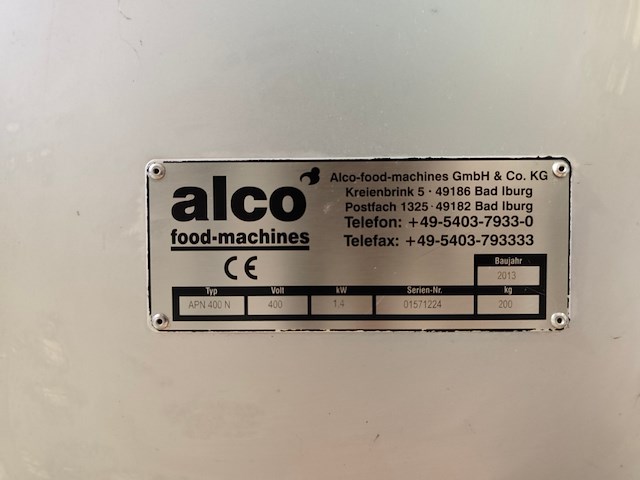 alco
food-machines
CE
Alco-food-machines GmbH & Co. KG
Kreienbrink 5 · 49186 Bad Iburg
Postfach 1325 · 49182 Bad Iburg
Telefon: +49-5403-7933-0
Telefax: +49-5403-793333
Baujahr
2013
Typ Volt kW Serien-Nr. kg
APN 400 N 400 1.4 01571224 200